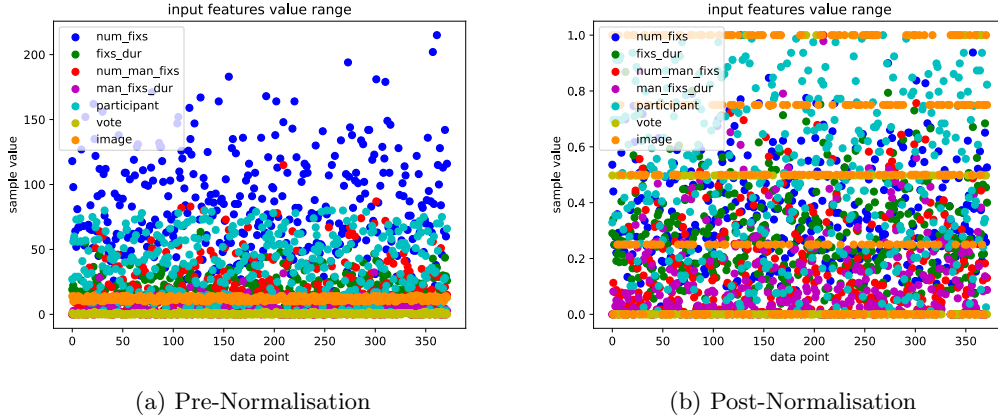 input features value range
num_fixs
fixs_dur
num_man_fixs
man_fixs_dur
participant
vote
image
sample value
200
150
100
50
0
0 50 100 150 200 250 300 350
data point
(a) Pre-Normalisation
input features value range
num_fixs
fixs_dur
num_man_fixs
man_fixs_dur
participant
vote
image
sample value
1.0
0.8
0.6
0.4
0.2
0.0
0 50 100 150 200 250 300 350
data point
(b) Post-Normalisation